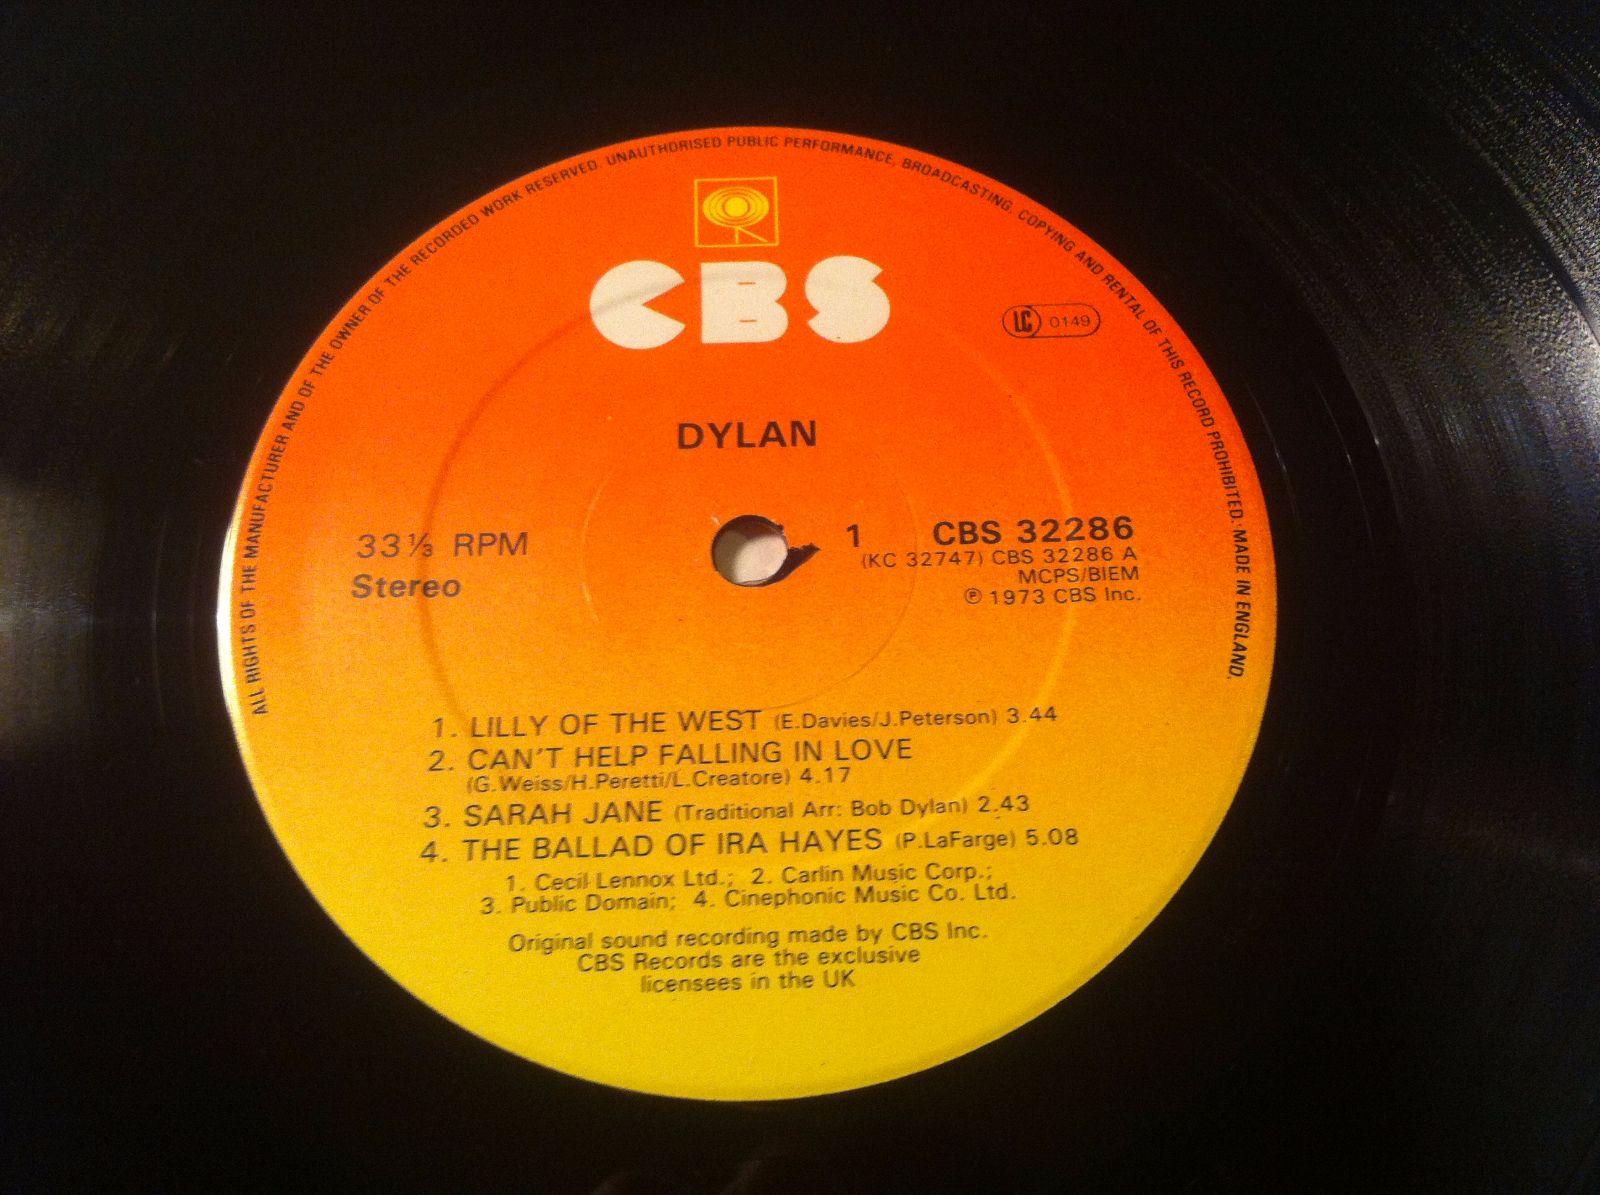 ALL RIGHTS OF THE MANUFACTURER AND OF THE OWNER OF THE RECORDED WORK RESERVED. UNAUTHORISED PUBLIC PERFORMANCE, BROADCASTING, COPYING AND RENTAL OF THIS RECORD PROHIBITED. MADE IN ENGLAND.
CBS
LC 0149
DYLAN
33⅓ RPM
Stereo
1 CBS 32286
(KC 32747) CBS 32286 A
MCPS/BIEM
℗ 1973 CBS Inc.
1. LILLY OF THE WEST (E.Davies/J.Peterson) 3.44
2. CAN'T HELP FALLING IN LOVE
(G.Weiss/H.Peretti/L.Creatore) 4.17
3. SARAH JANE (Traditional Arr: Bob Dylan) 2.43
4. THE BALLAD OF IRA HAYES (P.LaFarge) 5.08
1. Cecil Lennox Ltd.; 2. Carlin Music Corp.;
3. Public Domain; 4. Cinephonic Music Co. Ltd.
Original sound recording made by CBS Inc.
CBS Records are the exclusive
licensees in the UK